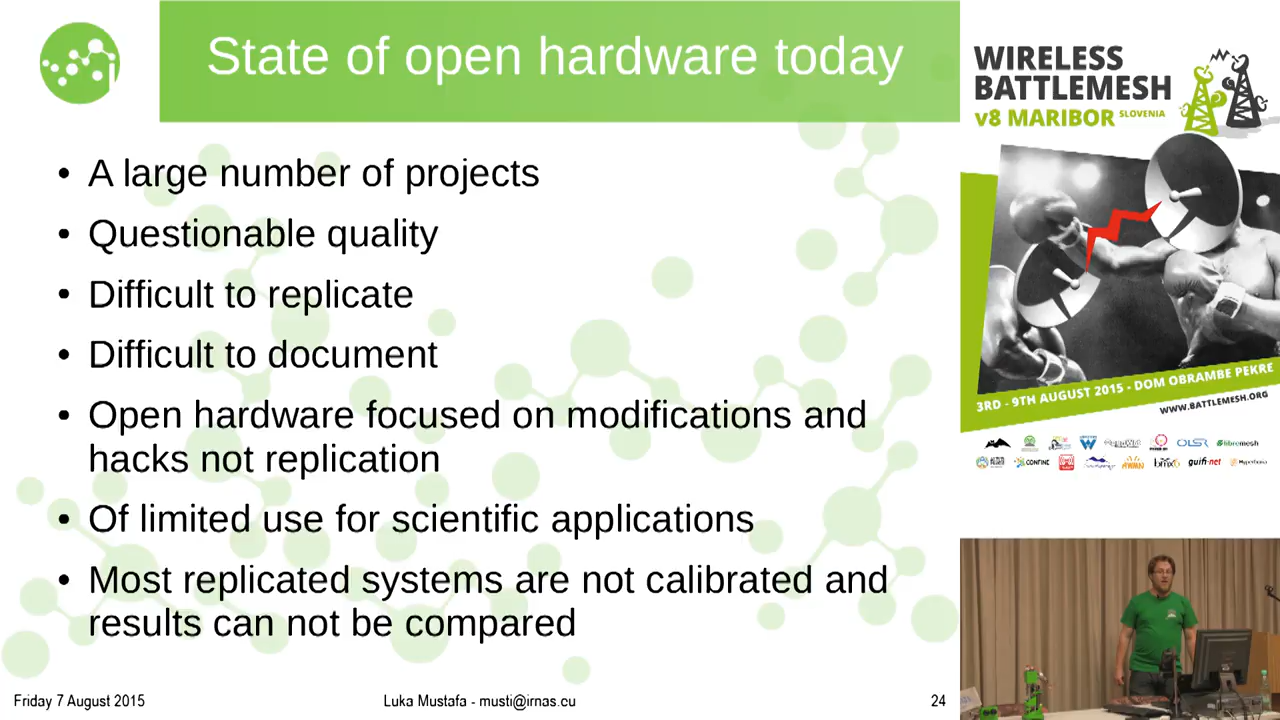 State of open hardware today
• A large number of projects
• Questionable quality
• Difficult to replicate
• Difficult to document
• Open hardware focused on modifications and
hacks not replication
• Of limited use for scientific applications
• Most replicated systems are not calibrated and
results can not be compared
Friday 7 August 2015
Luka Mustafa - musti@irnas.eu
24
WIRELESS
BATTLEMESH
v8 MARIBOR SLOVENIA
3RD - 9TH AUGUST 2015 - DOM OBRAMBE PEKRE
WWW.BATTLEMESH.ORG
OLSR
libremesh
CONFINE
AWMN
bmx6
guifi·net